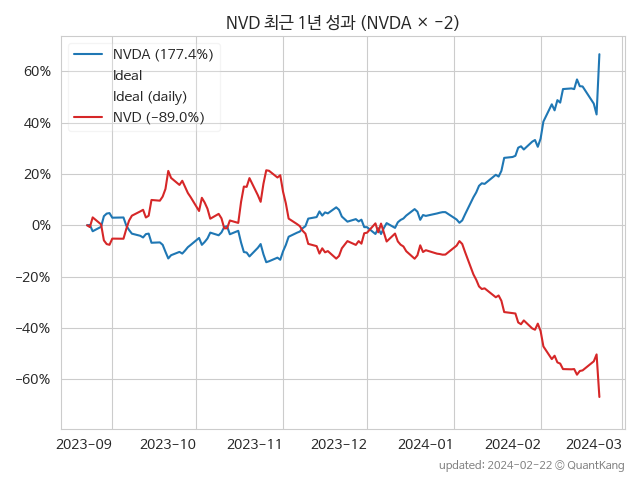 NVD 최근 1년 성과 (NVDA × −2)
NVDA (177.4%)
Ideal
Ideal (daily)
NVD (−89.0%)
60%
40%
20%
0%
−20%
−40%
−60%
2023-09 2023-10 2023-11 2023-12 2024-01 2024-02 2024-03
updated: 2024-02-22 © QuantKang